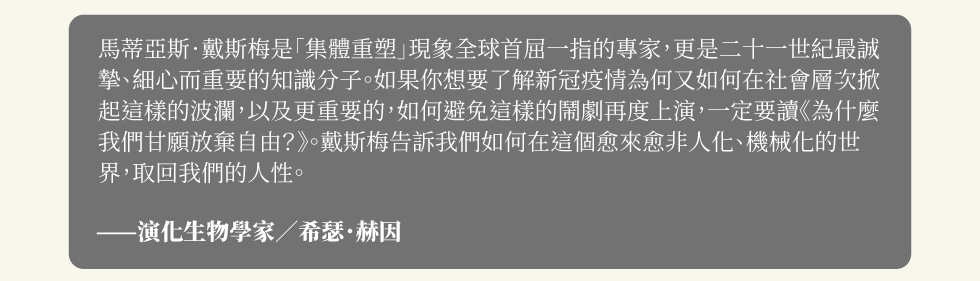 馬蒂亞斯·戴斯梅是「集體重塑」現象全球首屈一指的專家，更是二十一世紀最誠
摯、細心而重要的知識分子。如果你想要了解新冠疫情為何又如何在社會層次掀
起這樣的波瀾，以及更重要的，如何避免這樣的鬧劇再度上演，一定要讀《為什麼
我們甘願放棄自由？》。戴斯梅告訴我們如何在這個愈來愈非人化、機械化的世
界，取回我們的人性。
——演化生物學家／希瑟·赫因